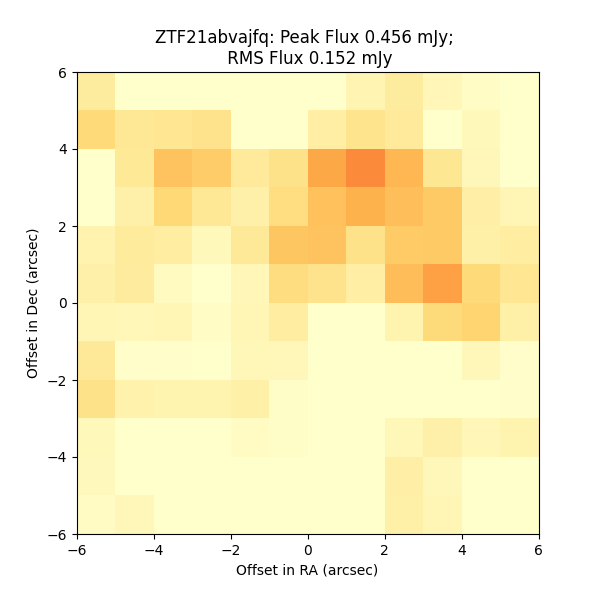 ZTF21abvajfq: Peak Flux 0.456 mJy;
RMS Flux 0.152 mJy
6
4
2
0
−2
−4
−6
Offset in Dec (arcsec)
−6 −4 −2 0 2 4 6
Offset in RA (arcsec)